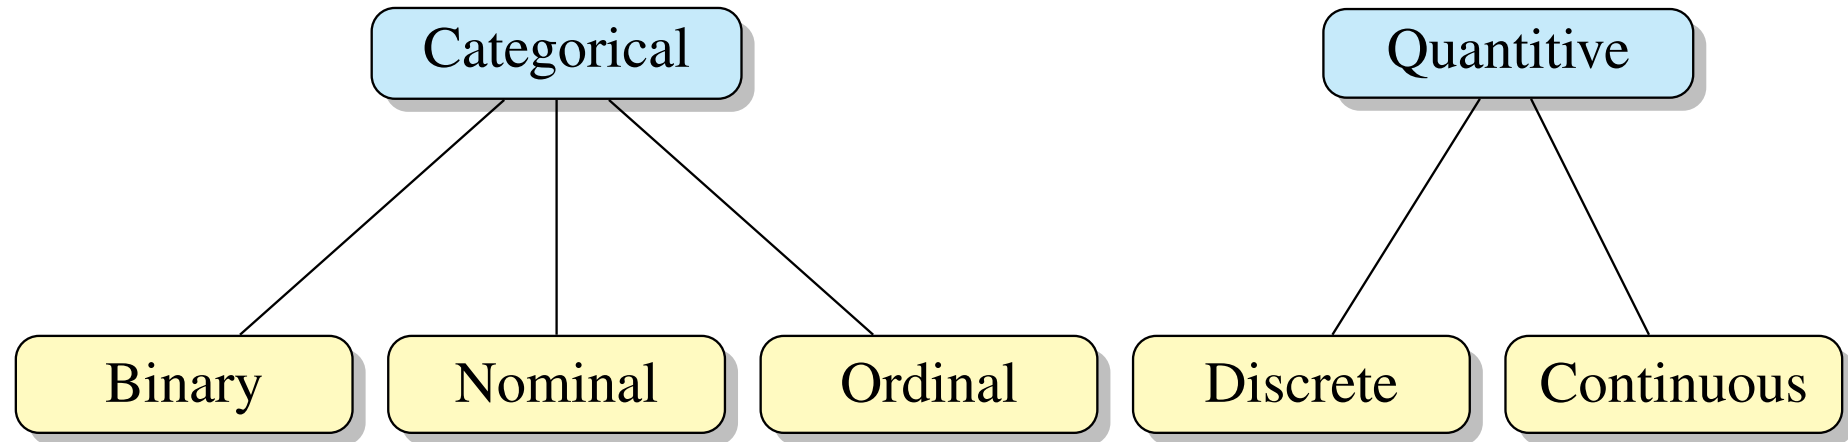 Categorical
Quantitive
Binary
Nominal
Ordinal
Discrete
Continuous